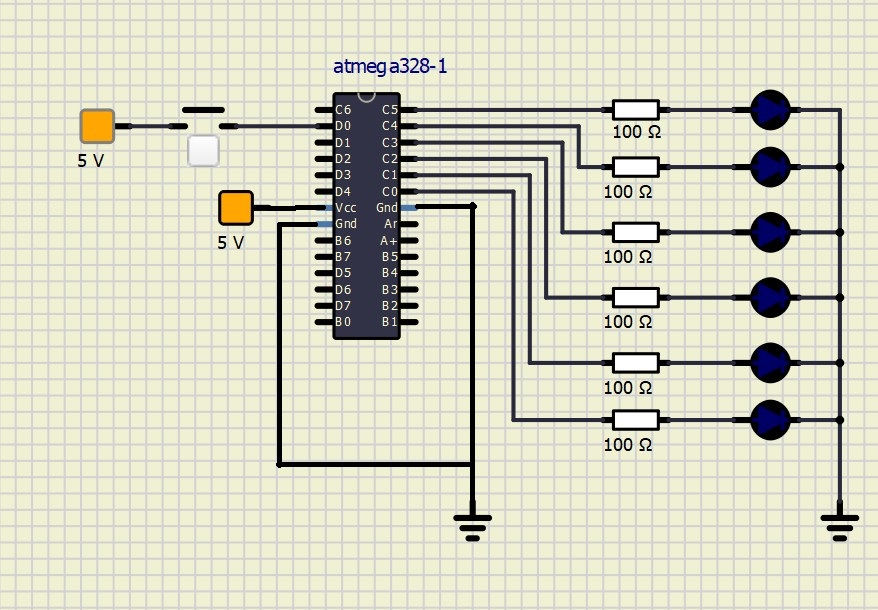 atmega328-1
C6 C5
D0 C4
D1 C3
D2 C2
D3 C1
D4 C0
Vcc Gnd
Gnd Ar
B6 A+
B7 B5
D5 B4
D6 B3
D7 B2
B0 B1
5 V
5 V
100 Ω
100 Ω
100 Ω
100 Ω
100 Ω
100 Ω